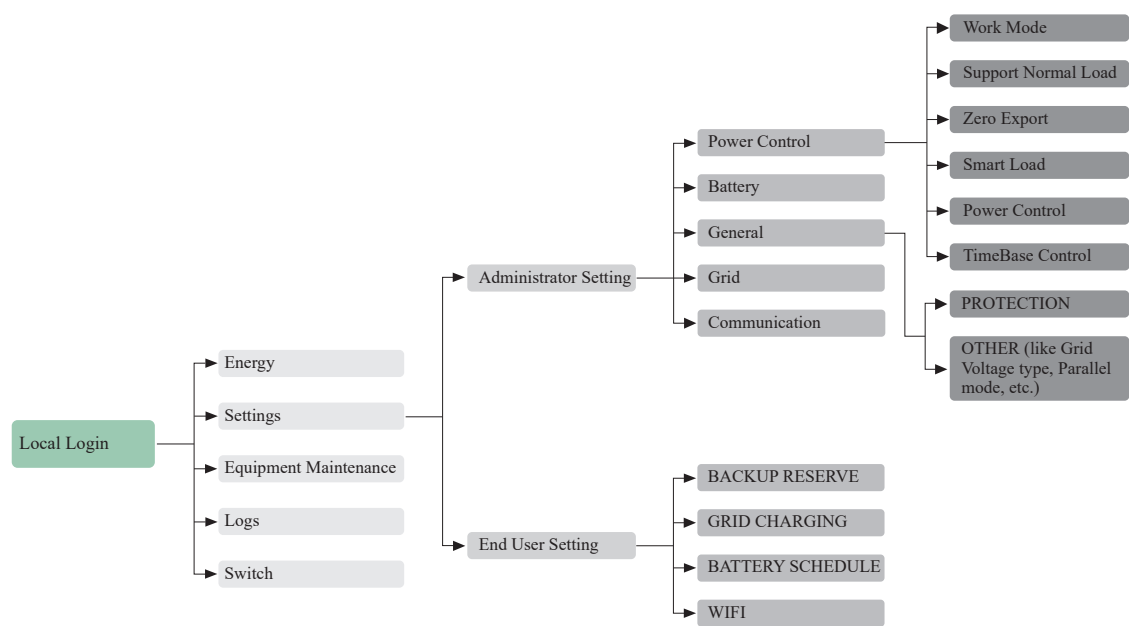 Local Login
Energy
Settings
Equipment Maintenance
Logs
Switch
Administrator Setting
End User Setting
Power Control
Battery
General
Grid
Communication
BACKUP RESERVE
GRID CHARGING
BATTERY SCHEDULE
WIFI
Work Mode
Support Normal Load
Zero Export
Smart Load
Power Control
TimeBase Control
PROTECTION
OTHER (like Grid
Voltage type, Parallel
mode, etc.)